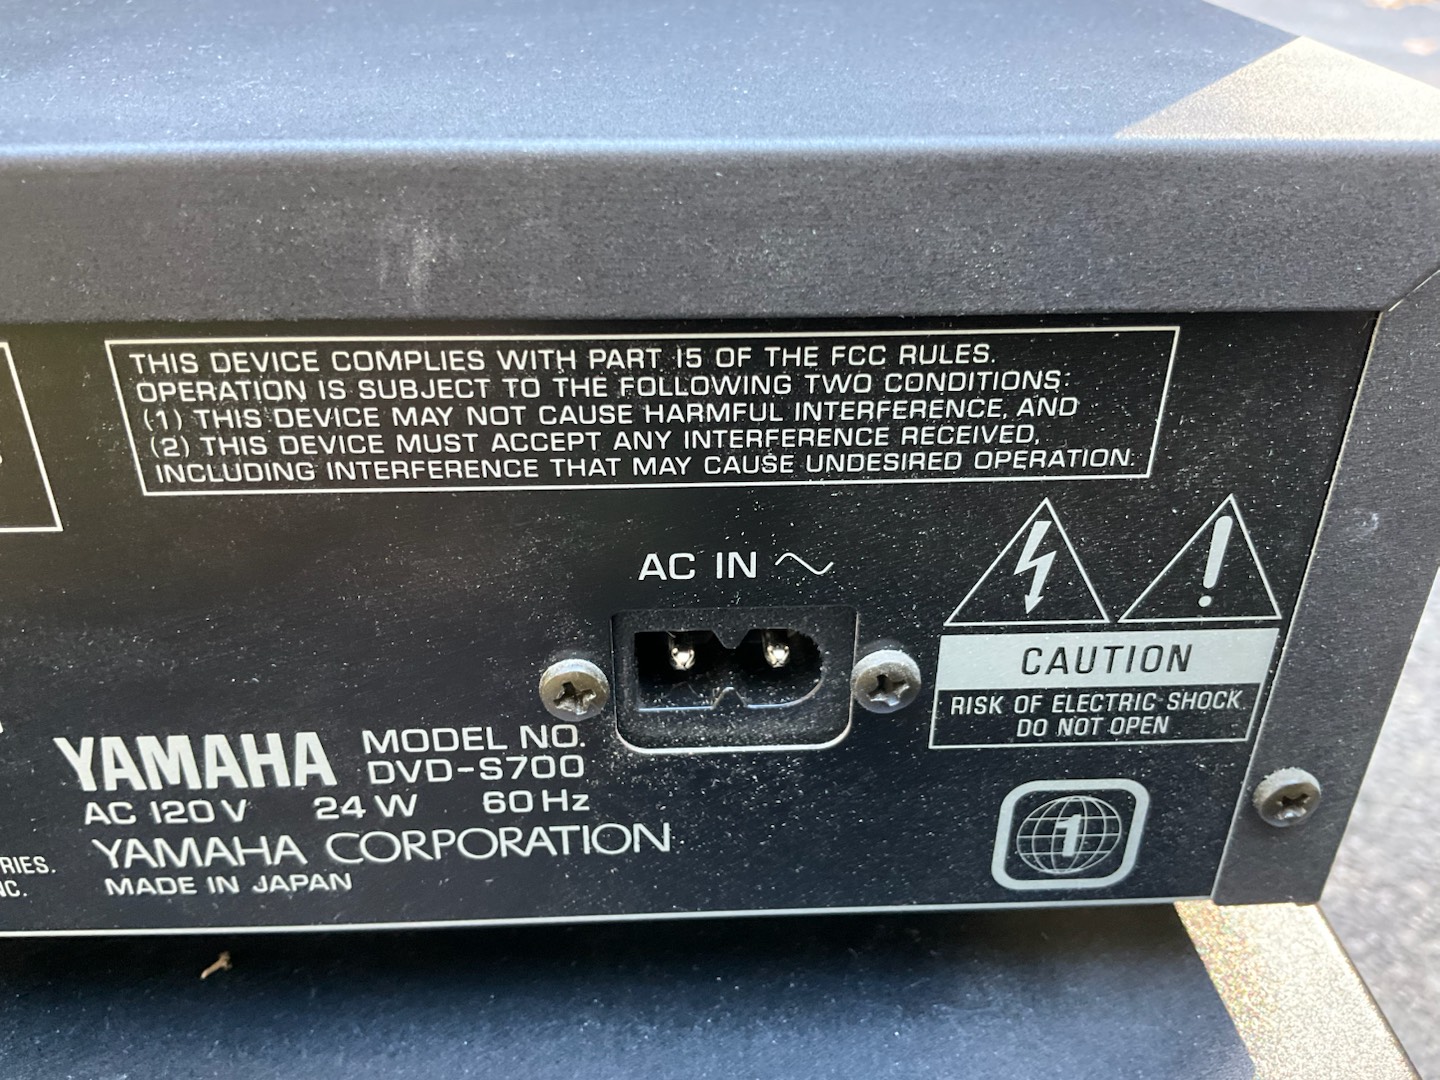 THIS DEVICE COMPLIES WITH PART 15 OF THE FCC RULES.
OPERATION IS SUBJECT TO THE FOLLOWING TWO CONDITIONS:
(1) THIS DEVICE MAY NOT CAUSE HARMFUL INTERFERENCE, AND
(2) THIS DEVICE MUST ACCEPT ANY INTERFERENCE RECEIVED,
INCLUDING INTERFERENCE THAT MAY CAUSE UNDESIRED OPERATION.
AC IN
CAUTION
RISK OF ELECTRIC SHOCK
DO NOT OPEN
YAMAHA MODEL NO.
DVD-S700
AC 120 V 24 W 60 Hz
YAMAHA CORPORATION
MADE IN JAPAN
1